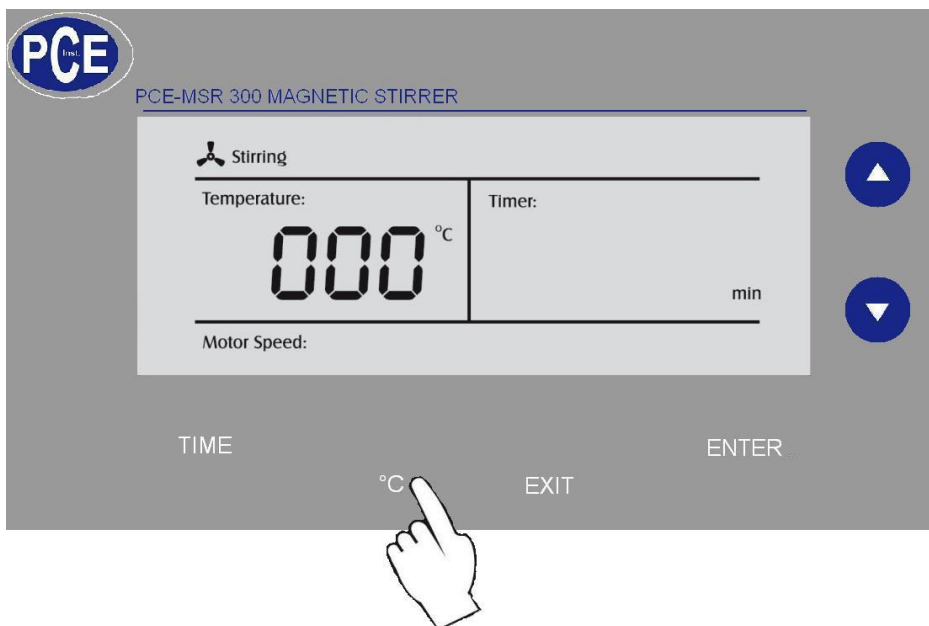 PCE
Inst.
PCE-MSR 300 MAGNETIC STIRRER
Stirring
Temperature:
000 °C
Timer:
min
Motor Speed:
TIME
ENTER
°C
EXIT